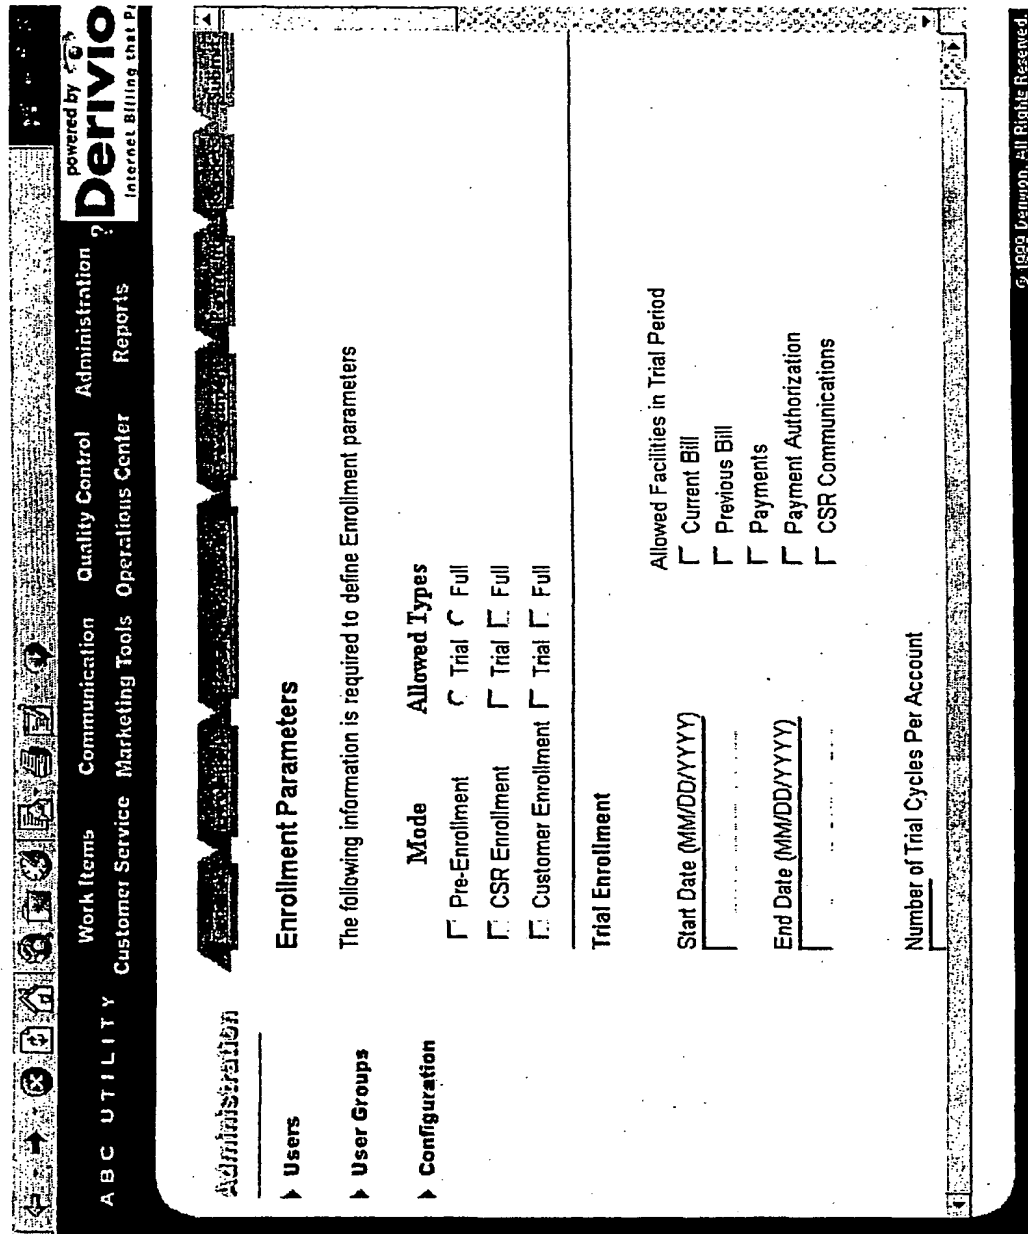 powered by
Derivio
Internet Billing that
ABC UTILITY
Work Items Communication Quality Control Administration ?
Customer Service Marketing Tools Operations Center Reports
Administration
Users
User Groups
Configuration
Enrollment Parameters
The following information is required to define Enrollment parameters
Mode Allowed Types
Pre-Enrollment Trial Full
CSR Enrollment Trial Full
Customer Enrollment Trial Full
Trial Enrollment
Start Date (MM/DD/YYYY)
Allowed Facilities in Trial Period
Current Bill
Previous Bill
Payments
Payment Authorization
CSR Communications
End Date (MM/DD/YYYY)
Number of Trial Cycles Per Account
© 1999 Derivion. All Rights Reserved.